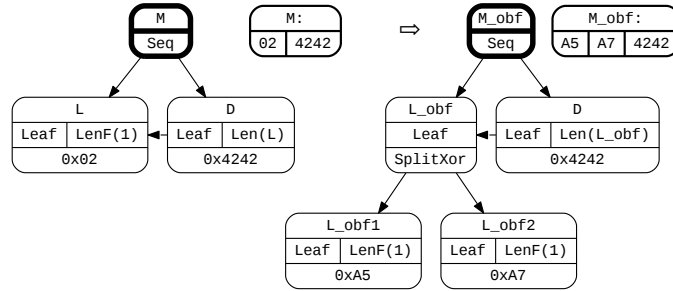 M
Seq
M:
02 4242
⇨
M_obf
Seq
M_obf:
A5 A7 4242
L
Leaf LenF(1)
0x02
D
Leaf Len(L)
0x4242
L_obf
Leaf
SplitXor
D
Leaf Len(L_obf)
0x4242
L_obf1
Leaf LenF(1)
0xA5
L_obf2
Leaf LenF(1)
0xA7